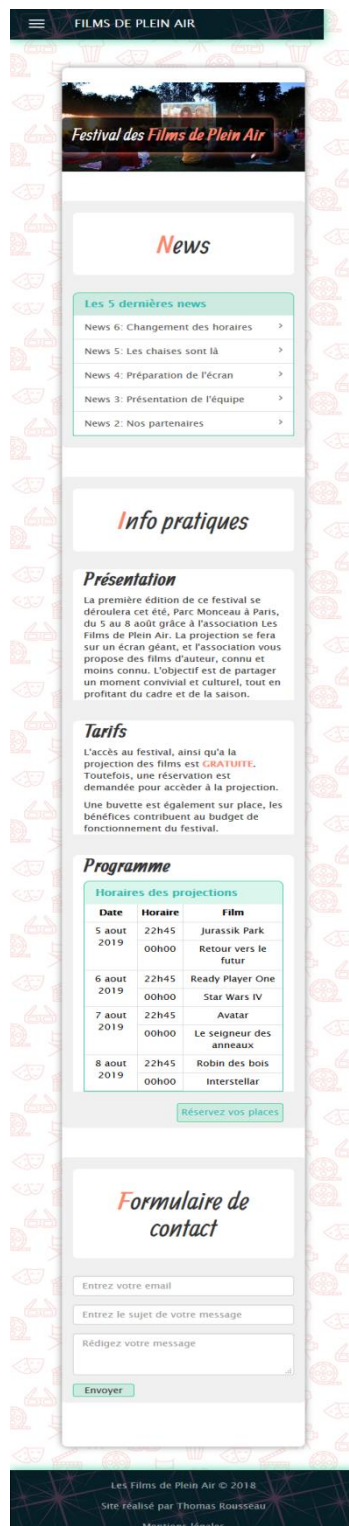 FILMS DE PLEIN AIR
Festival des Films de Plein Air
News
Les 5 dernières news
News 6: Changement des horaires
News 5: Les chaises sont là
News 4: Préparation de l'écran
News 3: Présentation de l'équipe
News 2: Nos partenaires
Info pratiques
Présentation
La première édition de ce festival se
déroulera cet été, Parc Monceau à Paris,
du 5 au 8 août grâce à l'association Les
Films de Plein Air. La projection se fera
sur un écran géant, et l'association vous
propose des films d'auteur, connu et
moins connu. L'objectif est de partager
un moment convivial et culturel, tout en
profitant du cadre et de la saison.
Tarifs
L'accès au festival, ainsi qu'a la
projection des films est GRATUITE.
Toutefois, une réservation est
demandée pour accèder à la projection.
Une buvette est également sur place, les
bénéfices contribuent au budget de
fonctionnement du festival.
Programme
Horaires des projections
Date Horaire Film
5 aout 2019 22h45 Jurassik Park
00h00 Retour vers le futur
6 aout 2019 22h45 Ready Player One
00h00 Star Wars IV
7 aout 2019 22h45 Avatar
00h00 Le seigneur des anneaux
8 aout 2019 22h45 Robin des bois
00h00 Interstellar
Réservez vos places
Formulaire de
contact
Entrez votre email
Entrez le sujet de votre message
Rédigez votre message
Envoyer
Les Films de Plein Air © 2018
Site réalisé par Thomas Rousseau
Mentions légales